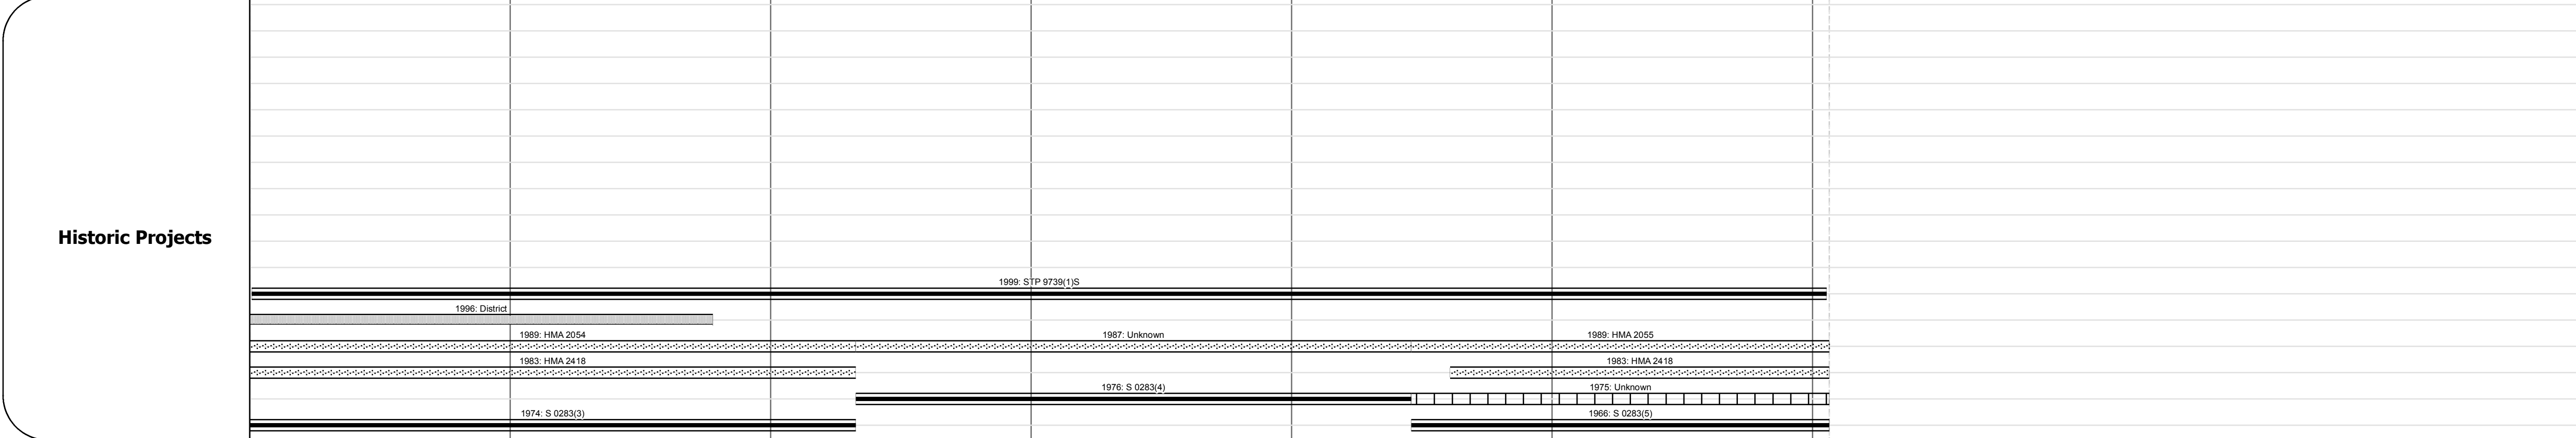 Historic Projects
1999: STP 9739(1)S
1996: District
1989: HMA 2054
1987: Unknown
1989: HMA 2055
1983: HMA 2418
1983: HMA 2418
1976: S 0283(4)
1975: Unknown
1974: S 0283(3)
1966: S 0283(5)